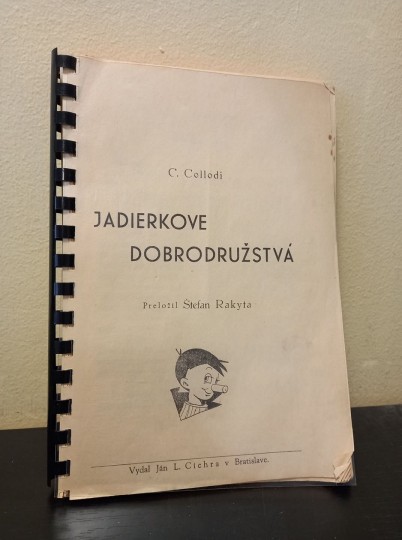 C. Collodi
JADIERKOVE
DOBRODRUŽSTVÁ
Preložil Štefan Rakyta
Vydal Ján L. Cichra v Bratislave.